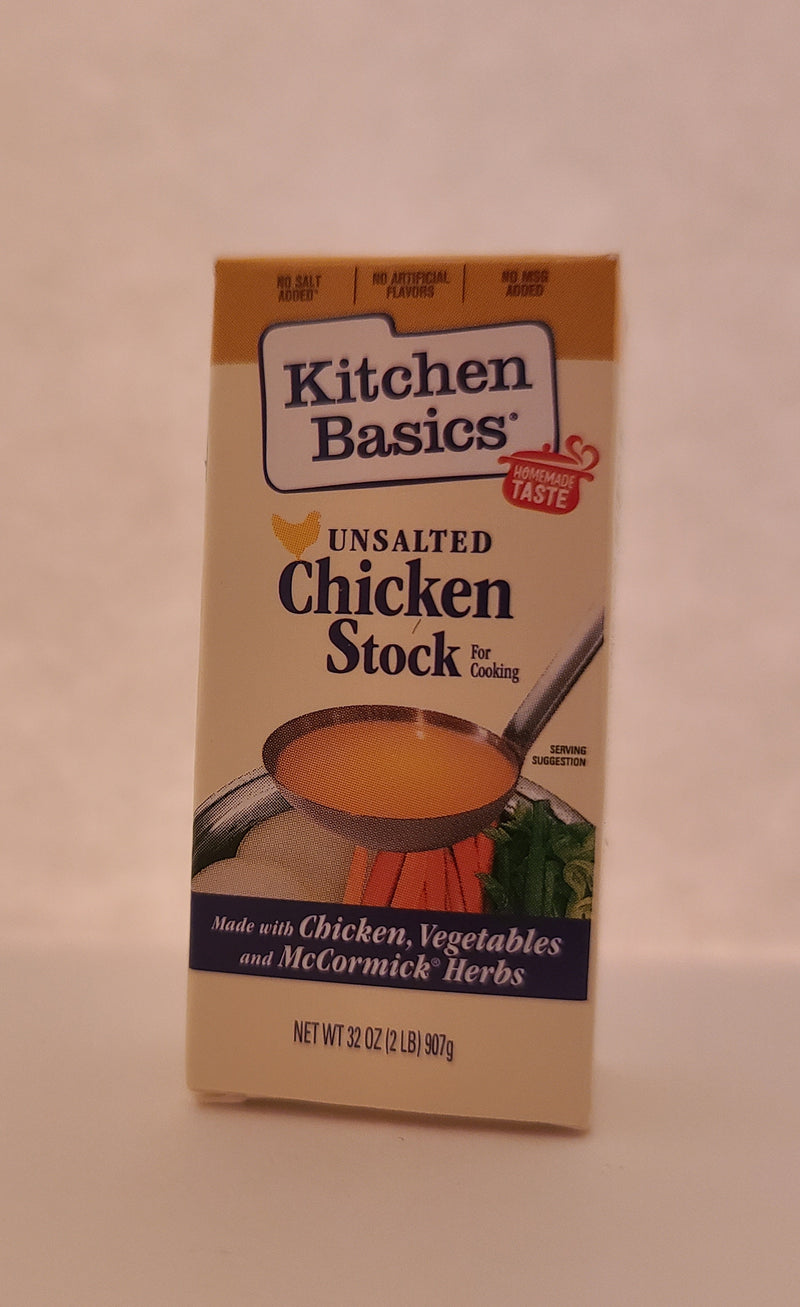 NO SALT
ADDED*
NO ARTIFICIAL
FLAVORS
NO MSG
ADDED
Kitchen
Basics®
HOMEMADE
TASTE
UNSALTED
Chicken
Stock
For
Cooking
SERVING
SUGGESTION
Made with Chicken, Vegetables
and McCormick® Herbs
NET WT 32 OZ (2 LB) 907g